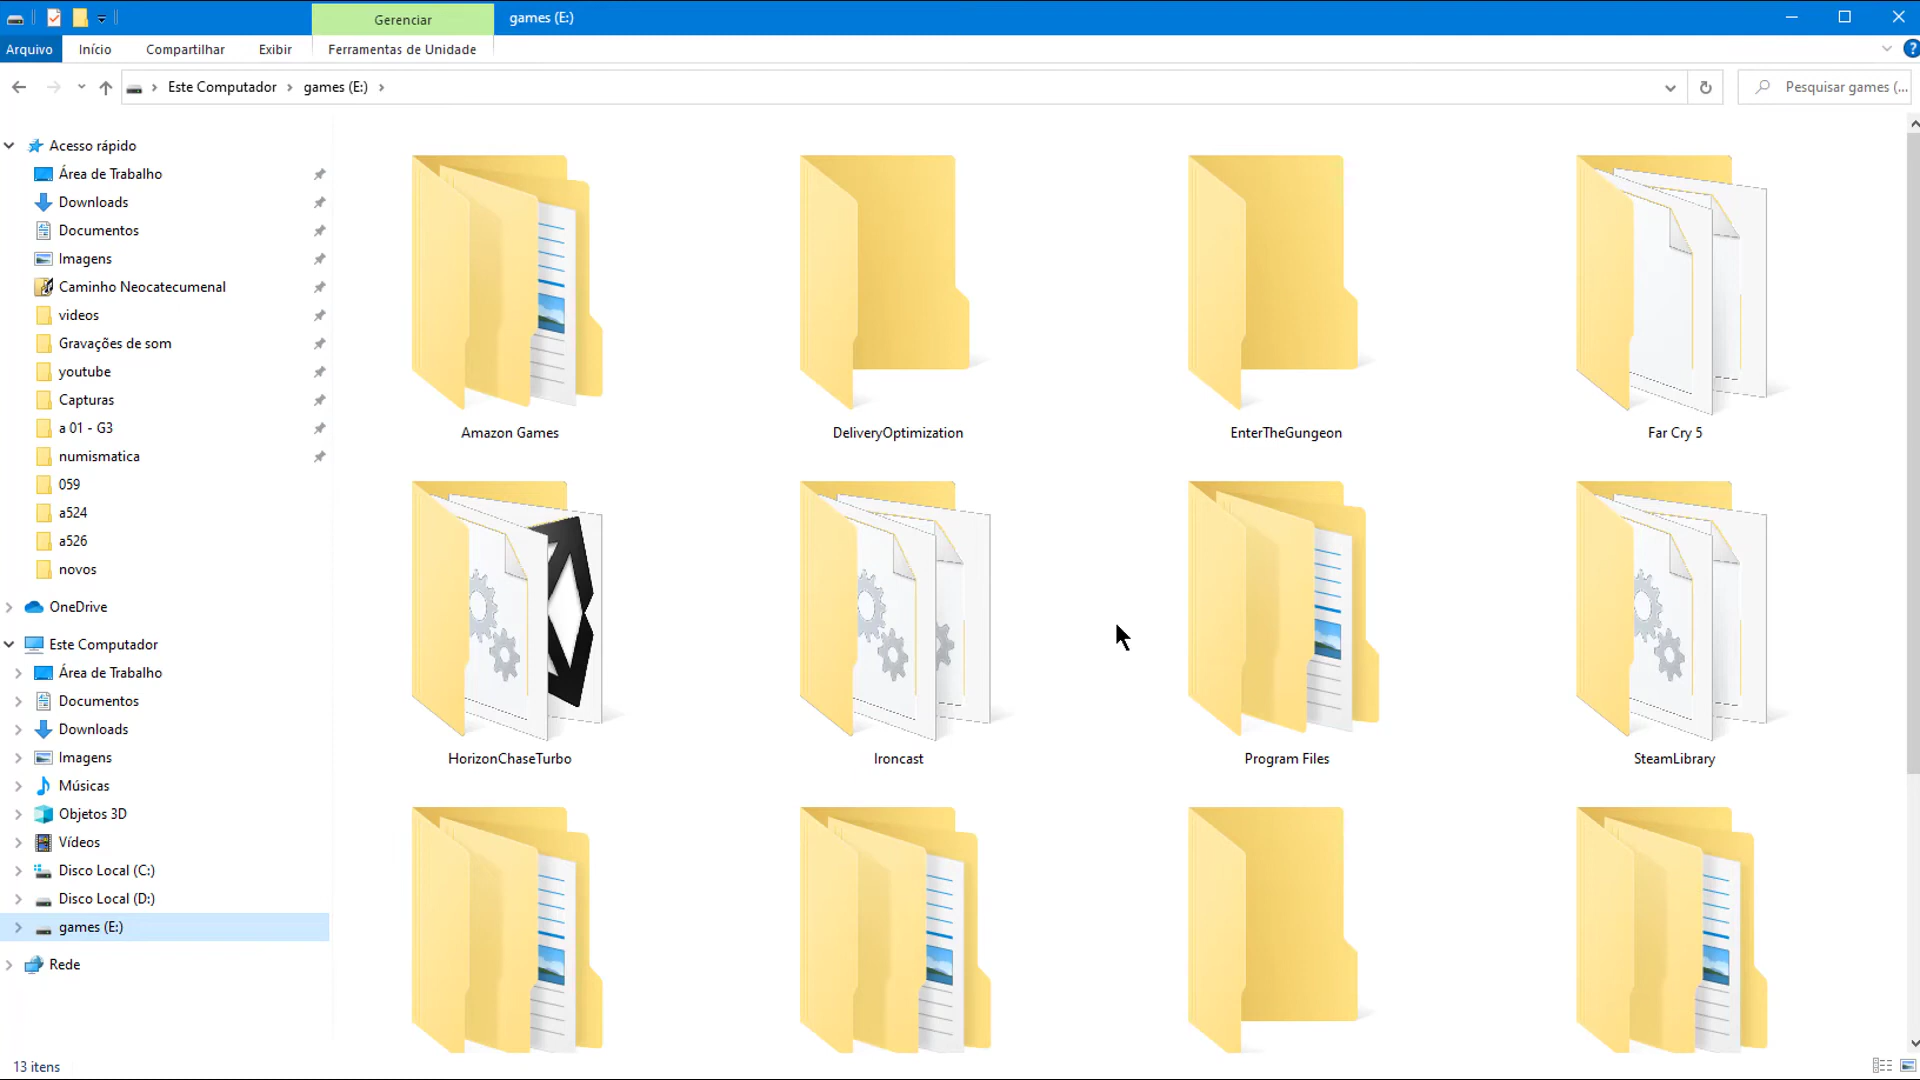 Gerenciar
games (E:)
Arquivo
Início
Compartilhar
Exibir
Ferramentas de Unidade
?
Este Computador
games (E:)
Pesquisar games (...
Acesso rápido
Área de Trabalho
Downloads
Documentos
Imagens
Caminho Neocatecumenal
videos
Gravações de som
youtube
Capturas
a 01 - G3
numismatica
059
a524
a526
novos
OneDrive
Este Computador
Área de Trabalho
Documentos
Downloads
Imagens
Músicas
Objetos 3D
Vídeos
Disco Local (C:)
Disco Local (D:)
games (E:)
Rede
Amazon Games
DeliveryOptimization
EnterTheGungeon
Far Cry 5
HorizonChaseTurbo
Ironcast
Program Files
SteamLibrary
13 itens